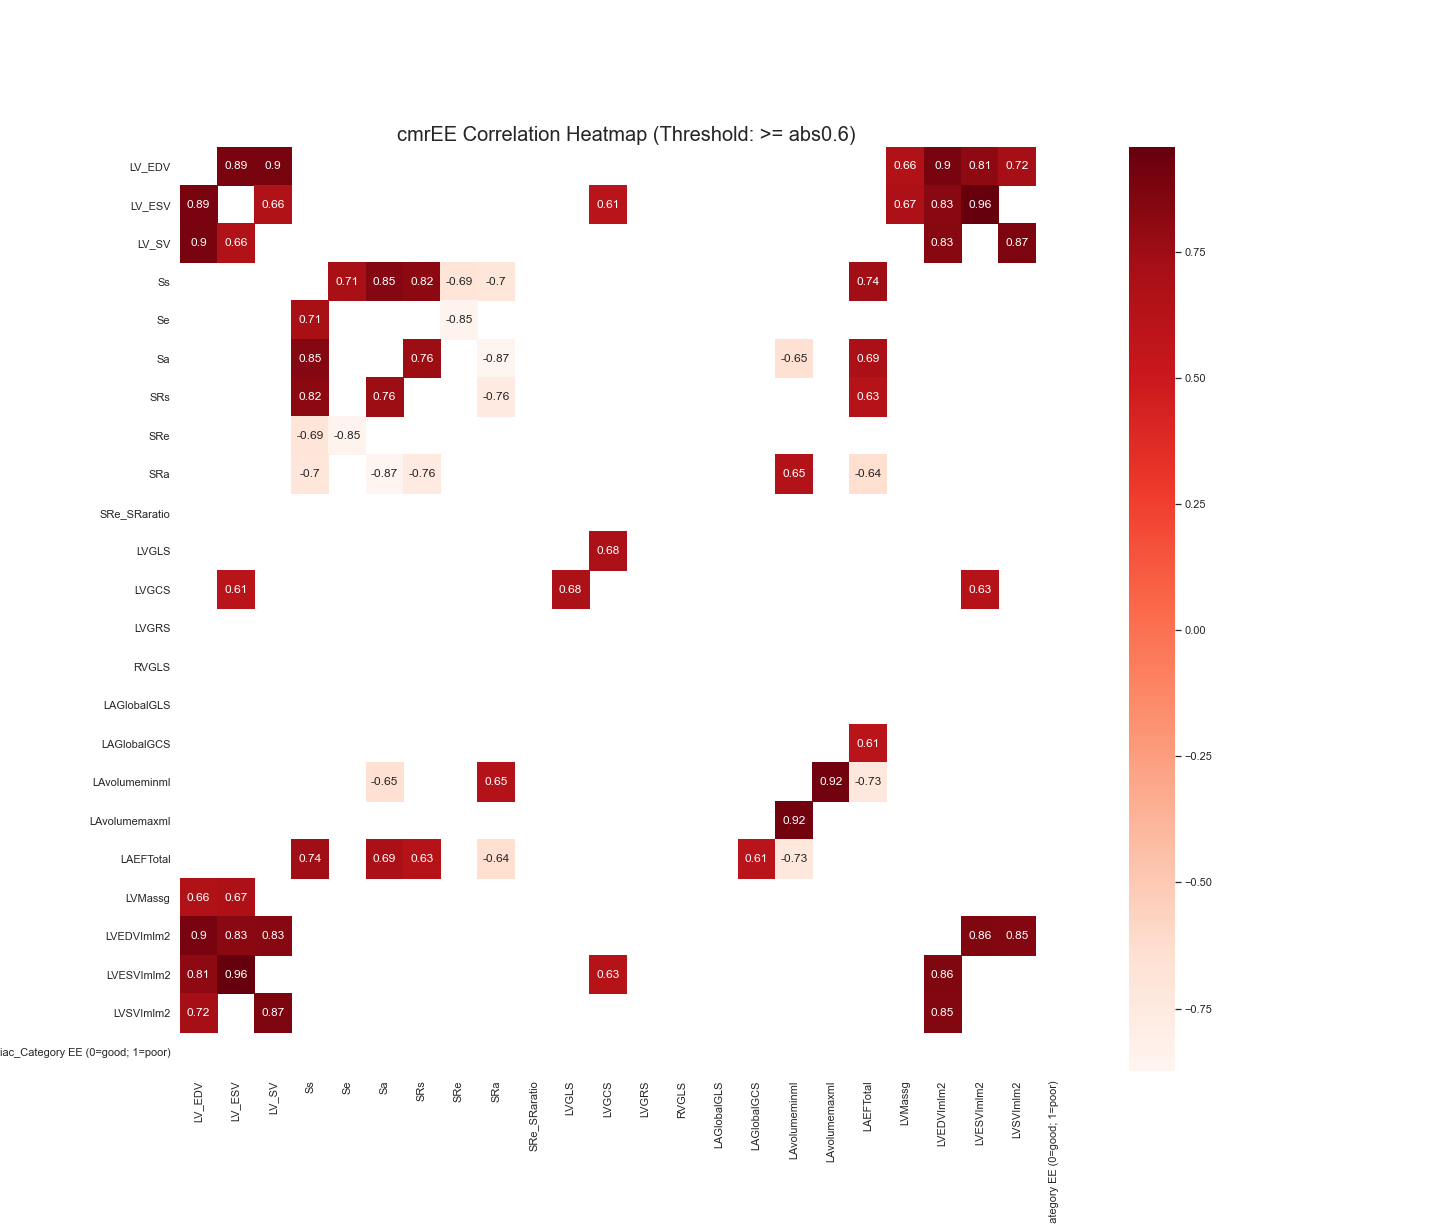 cmrEE Correlation Heatmap (Threshold: >= abs0.6)
LV_EDV 0.89 0.9 0.66 0.9 0.81 0.72
LV_ESV 0.89 0.66 0.61 0.67 0.83 0.96
LV_SV 0.9 0.66 0.83 0.87
Ss 0.71 0.85 0.82 -0.69 -0.7 0.74
Se 0.71 -0.85
Sa 0.85 0.76 -0.87 -0.65 0.69
SRs 0.82 0.76 -0.76 0.63
SRe -0.69 -0.85
SRa -0.7 -0.87 -0.76 0.65 -0.64
SRe_SRaratio
LVGLS 0.68
LVGCS 0.61 0.68 0.63
LVGRS
RVGLS
LAGlobalGLS
LAGlobalGCS 0.61
LAvolumeminml -0.65 0.65 0.92 -0.73
LAvolumemaxml 0.92
LAEFTotal 0.74 0.69 0.63 -0.64 0.61 -0.73
LVMassg 0.66 0.67
LVEDVImlm2 0.9 0.83 0.83 0.86 0.85
LVESVImlm2 0.81 0.96 0.63 0.86
LVSVImlm2 0.72 0.87 0.85
iac_Category EE (0=good; 1=poor)
LV_EDV
LV_ESV
LV_SV
Ss
Se
Sa
SRs
SRe
SRa
SRe_SRaratio
LVGLS
LVGCS
LVGRS
RVGLS
LAGlobalGLS
LAGlobalGCS
LAvolumeminml
LAvolumemaxml
LAEFTotal
LVMassg
LVEDVImlm2
LVESVImlm2
LVSVImlm2
ategory EE (0=good; 1=poor)
0.75
0.50
0.25
0.00
−0.25
−0.50
−0.75